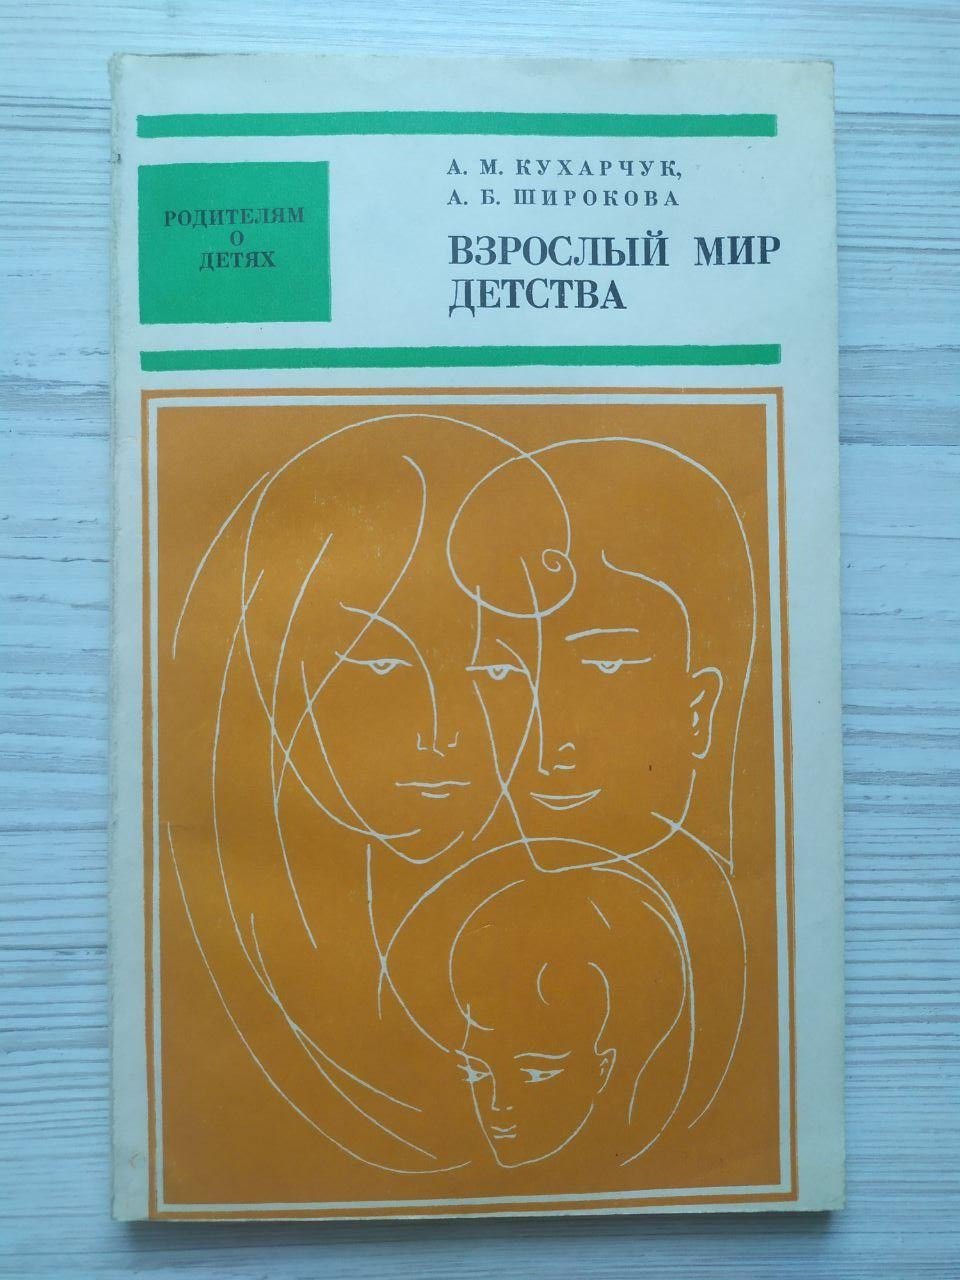 РОДИТЕЛЯМ
О
ДЕТЯХ
А. М. КУХАРЧУК,
А. Б. ШИРОКОВА
ВЗРОСЛЫЙ МИР
ДЕТСТВА